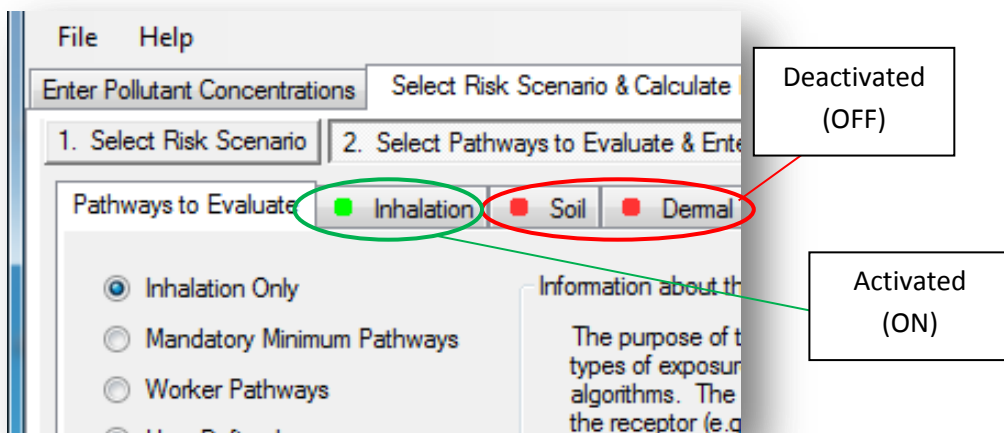 File Help
Enter Pollutant Concentrations Select Risk Scenario & Calculate
1. Select Risk Scenario 2. Select Pathways to Evaluate & Ente
Pathways to Evaluate Inhalation Soil Dermal
Inhalation Only
Mandatory Minimum Pathways
Worker Pathways
Information about th
The purpose of t
types of exposur
algorithms. The
the receptor (e.g
Deactivated
(OFF)
Activated
(ON)